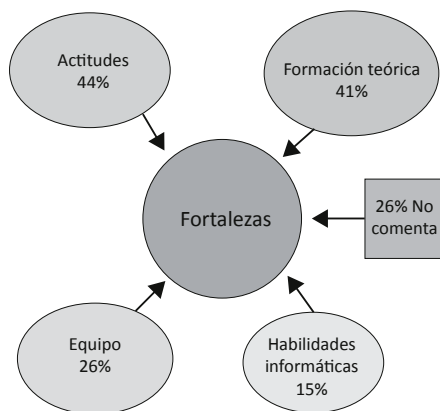 Actitudes
44%
Formación teórica
41%
Fortalezas
26% No
comenta
Equipo
26%
Habilidades
informáticas
15%